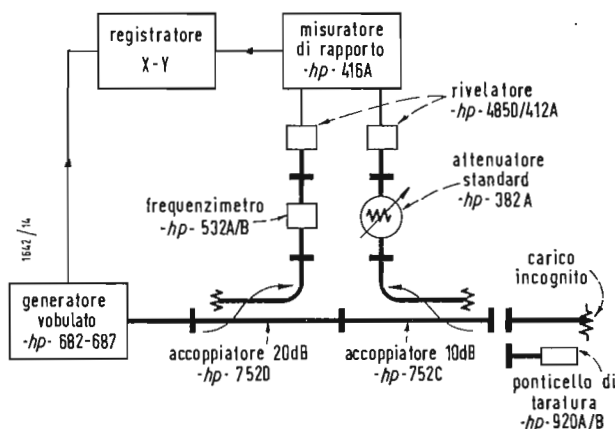 registratore
X-Y
misuratore
di rapporto
-hp- 416A
rivelatore
-hp- 485D/412A
attenuatore
standard
-hp- 382A
frequenzimetro
-hp- 532A/B
1642/14
carico
incognito
generatore
vobulato
-hp- 682-687
accoppiatore 20dB
-hp- 752D
accoppiatore 10dB
-hp- 752C
ponticello di
taratura
-hp- 920A/B